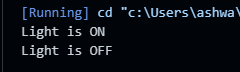 [Running] cd "c:\Users\ashwa\
Light is ON
Light is OFF